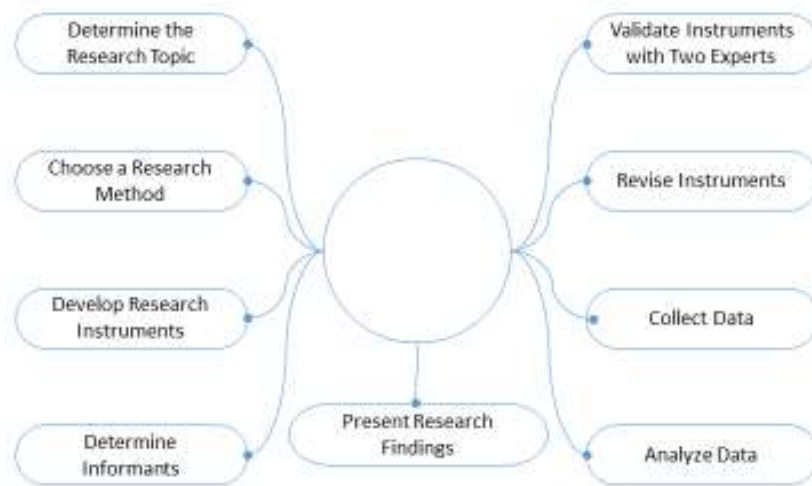 Determine the
Research Topic
Choose a Research
Method
Develop Research
Instruments
Determine
Informants
Validate Instruments
with Two Experts
Revise Instruments
Collect Data
Analyze Data
Present Research
Findings